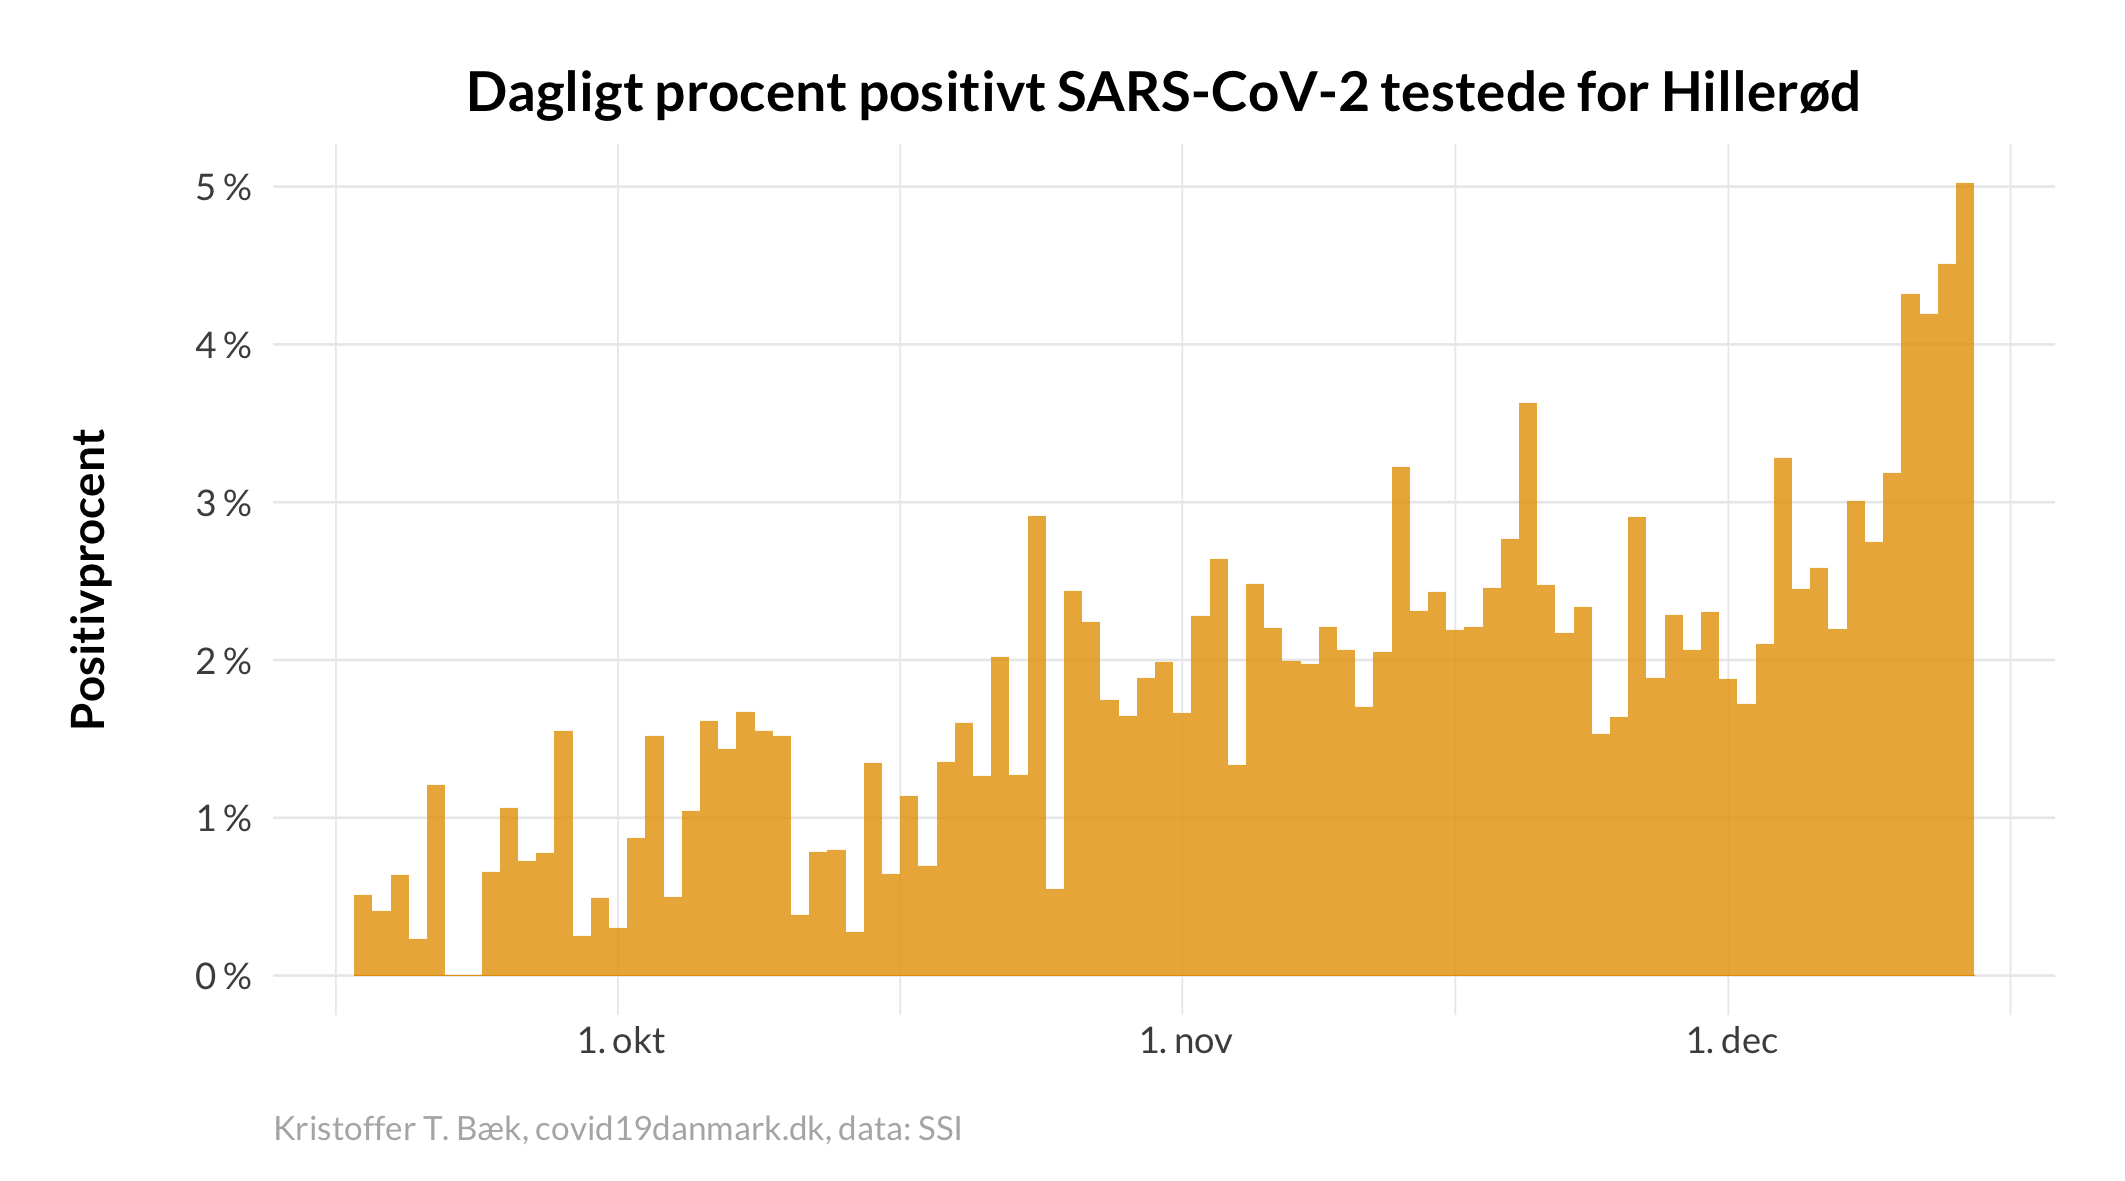 Dagligt procent positivt SARS-CoV-2 testede for Hillerød
Positivprocent
5 %
4 %
3 %
2 %
1 %
0 %
1. okt
1. nov
1. dec
Kristoffer T. Bæk, covid19danmark.dk, data: SSI